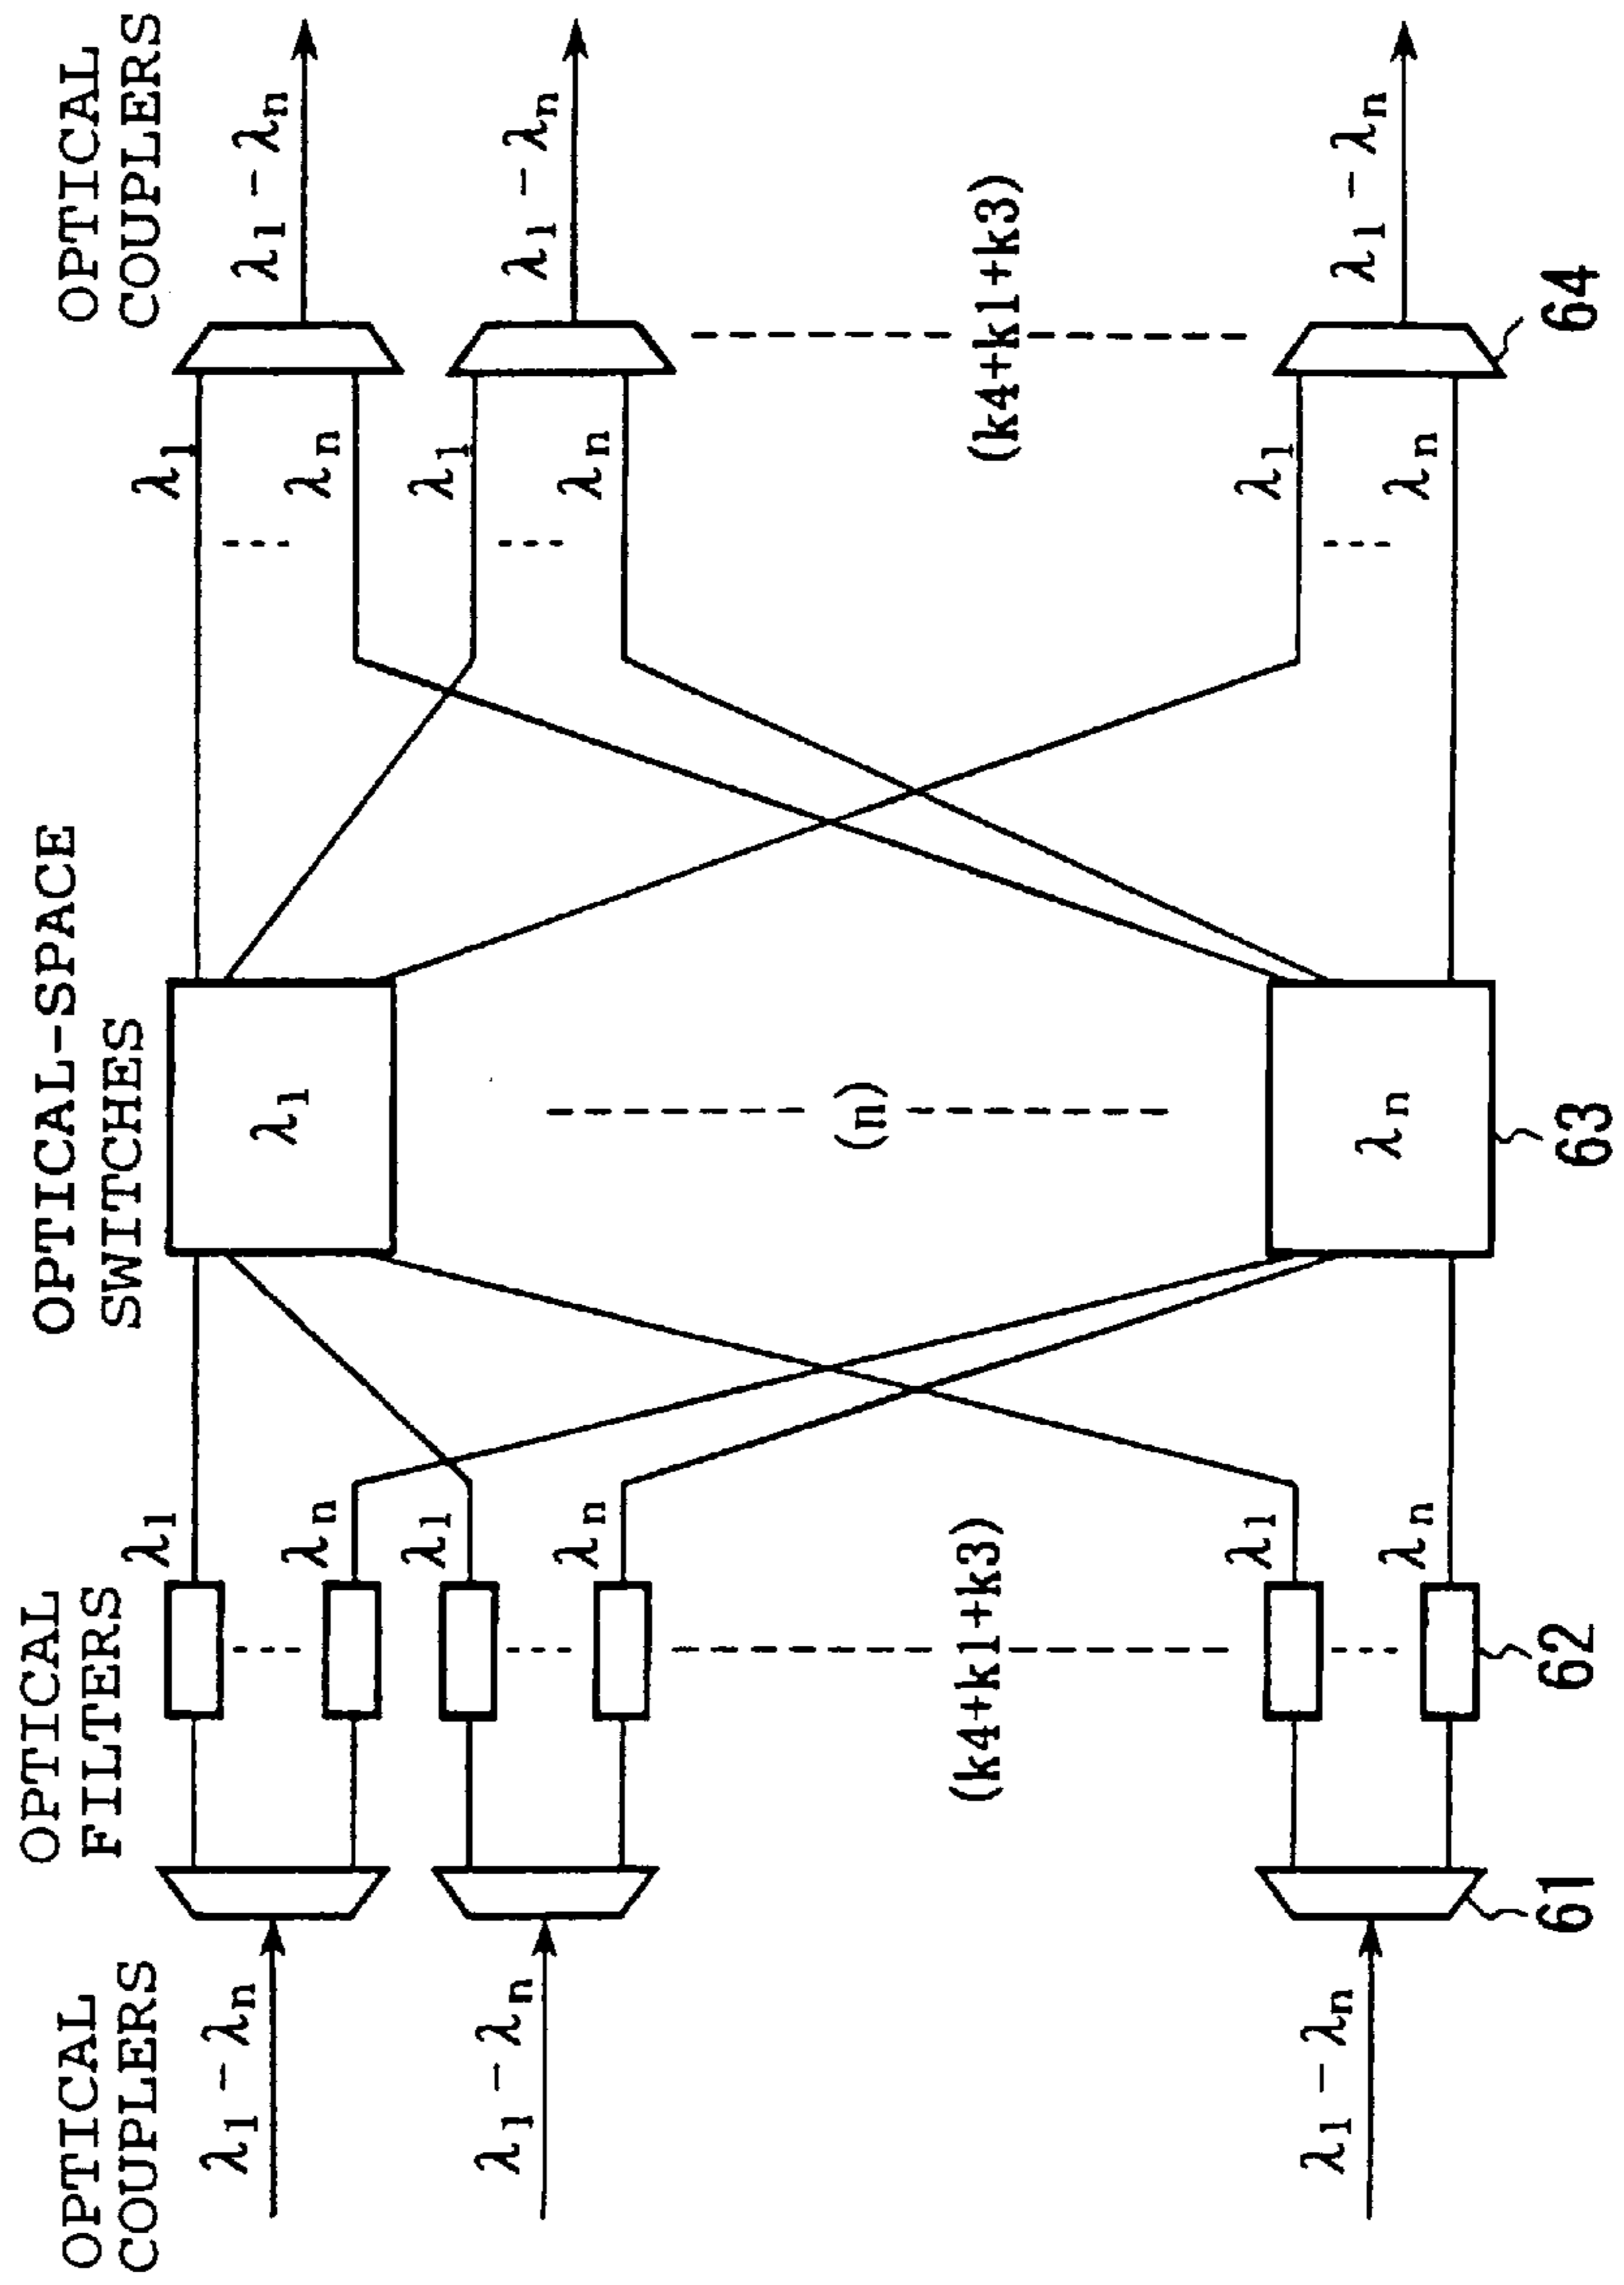 OPTICAL
COUPLERS
OPTICAL
FILTERS
OPTICAL-SPACE
SWITCHES
OPTICAL
COUPLERS
λ1-λn
λ1
λn
λ1
λ1
λn
λ1-λn
λ1-λn
λ1
λn
λ1
λn
λ1-λn
(k4+k1+k3)
(n)
(k4+k1+k3)
λ1-λn
λ1
λn
λn
λ1
λn
λ1-λn
61
62
63
64